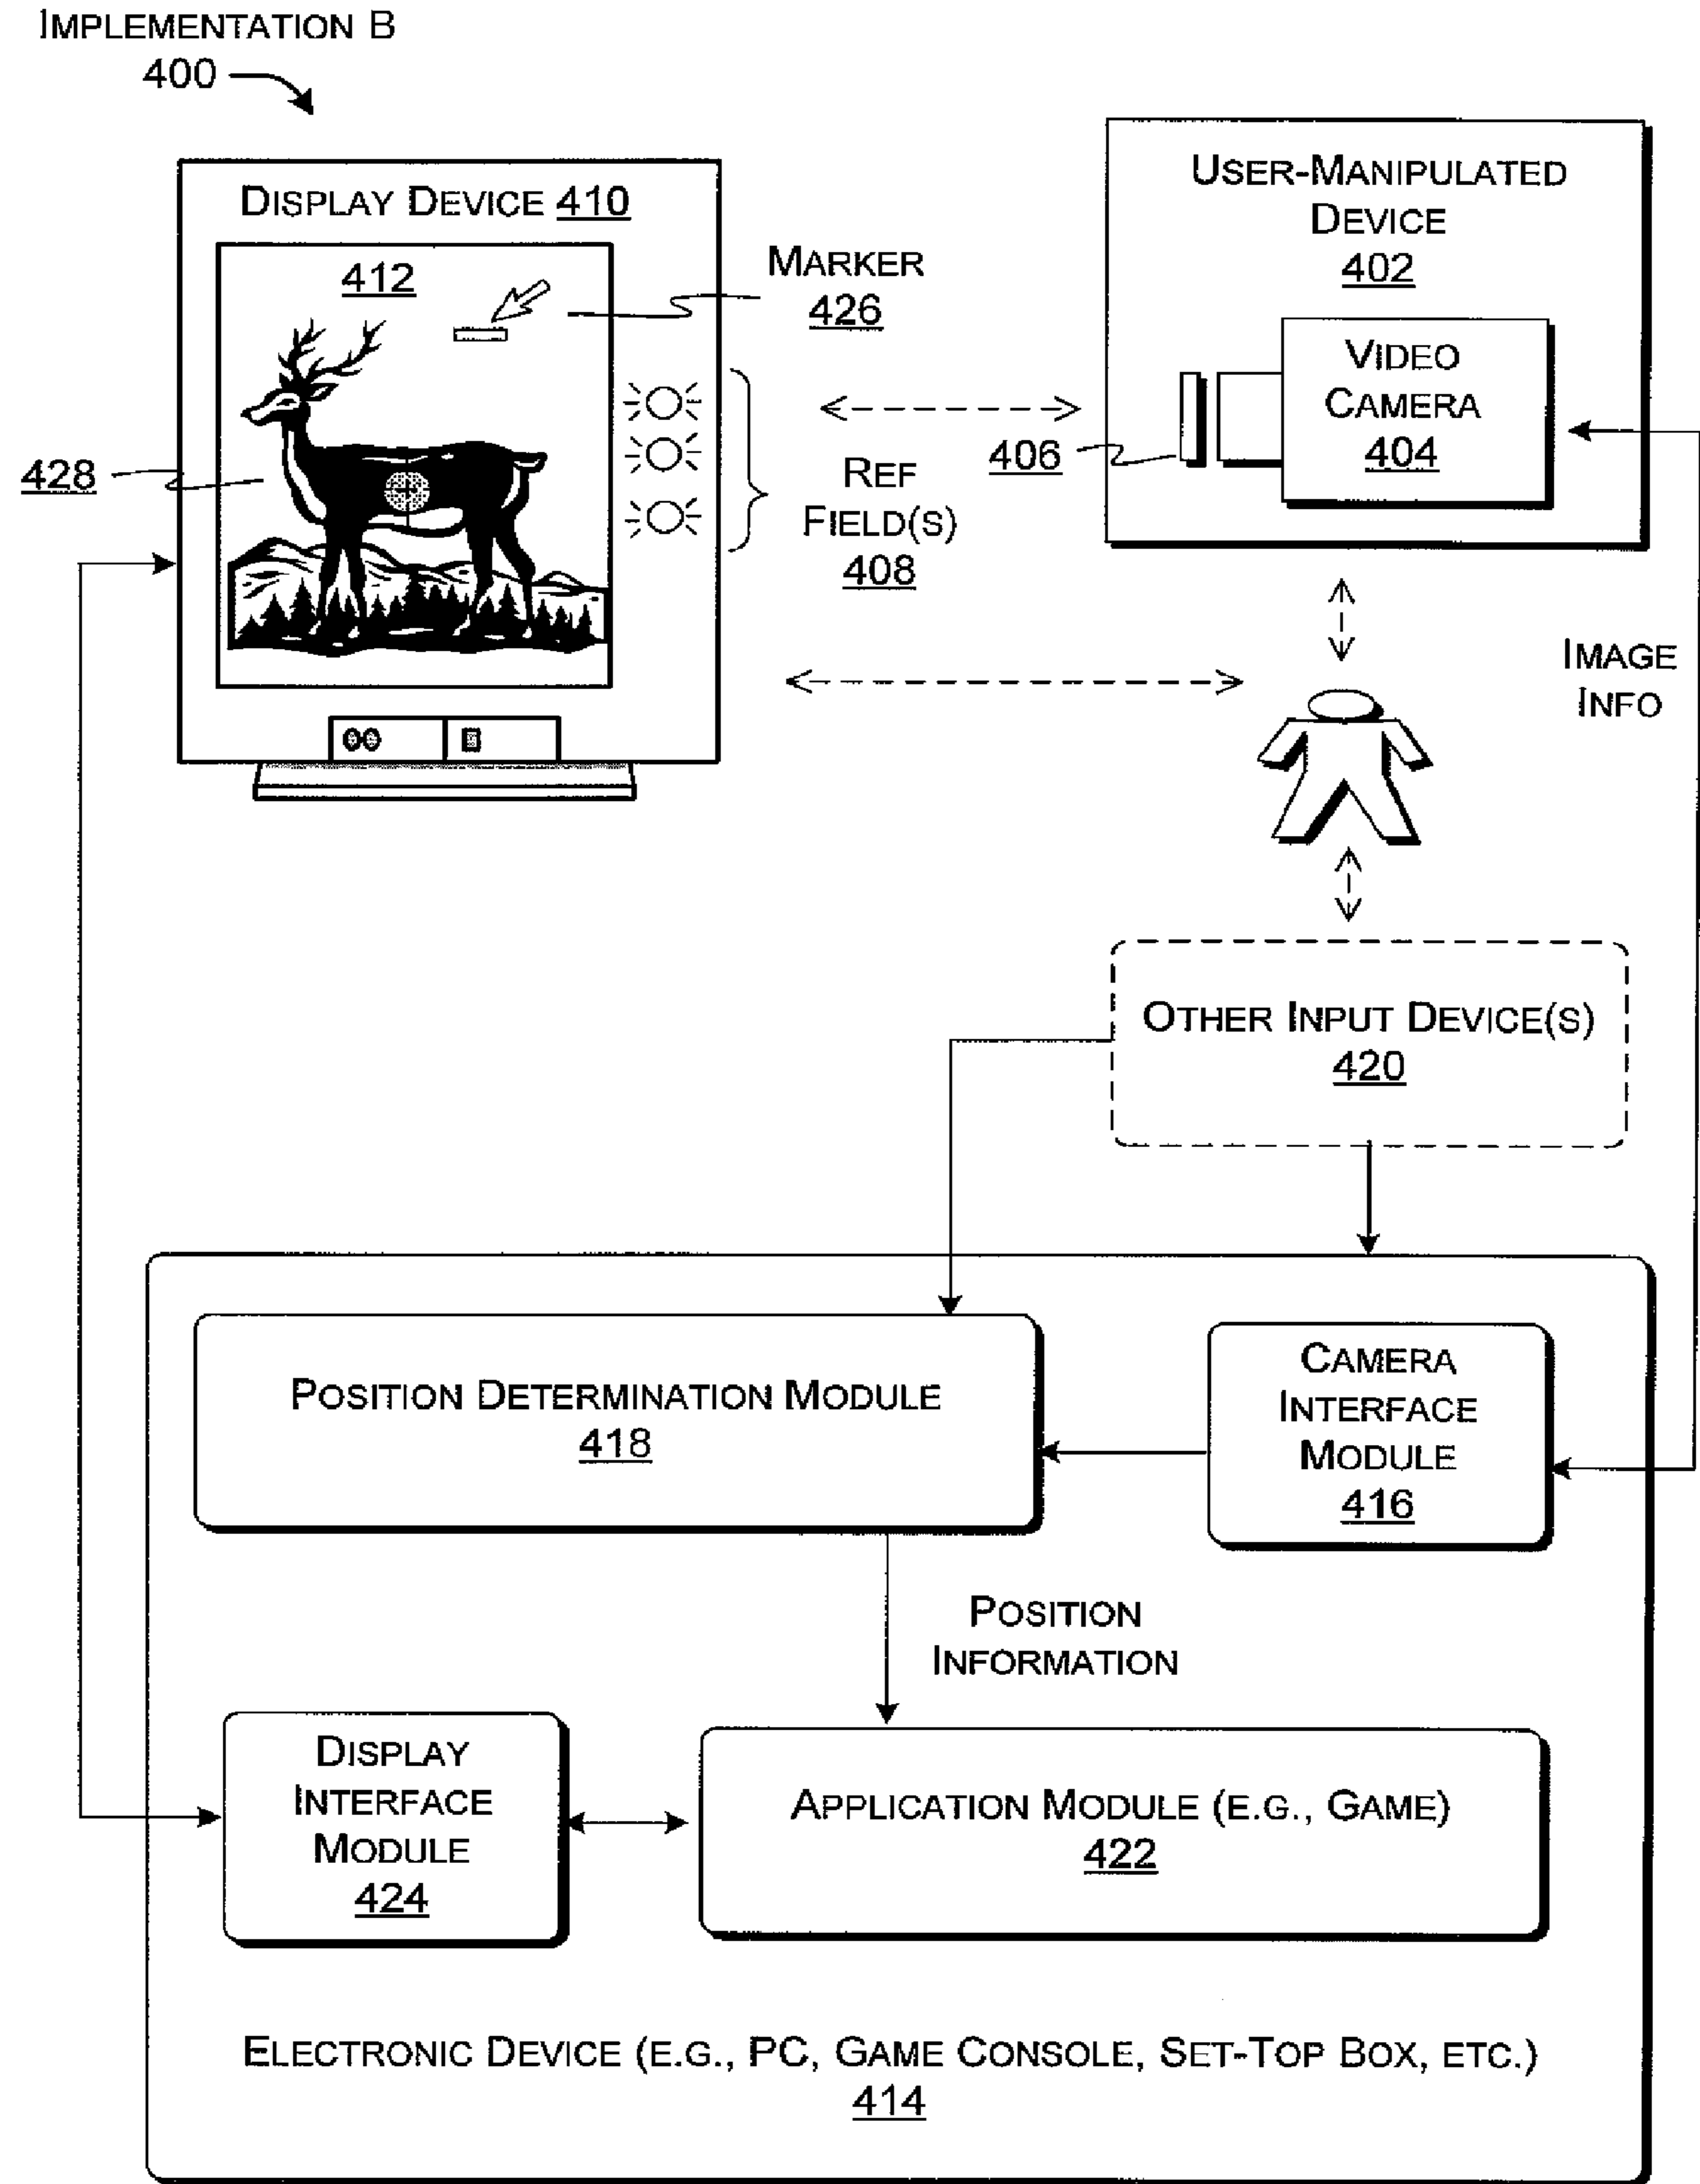 IMPLEMENTATION B
400
DISPLAY DEVICE 410
412
MARKER
426
428
REF
FIELD(S)
408
USER-MANIPULATED
DEVICE
402
VIDEO
CAMERA
404
406
IMAGE
INFO
OTHER INPUT DEVICE(S)
420
POSITION DETERMINATION MODULE
418
CAMERA
INTERFACE
MODULE
416
POSITION
INFORMATION
DISPLAY
INTERFACE
MODULE
424
APPLICATION MODULE (E.G., GAME)
422
ELECTRONIC DEVICE (E.G., PC, GAME CONSOLE, SET-TOP BOX, ETC.)
414